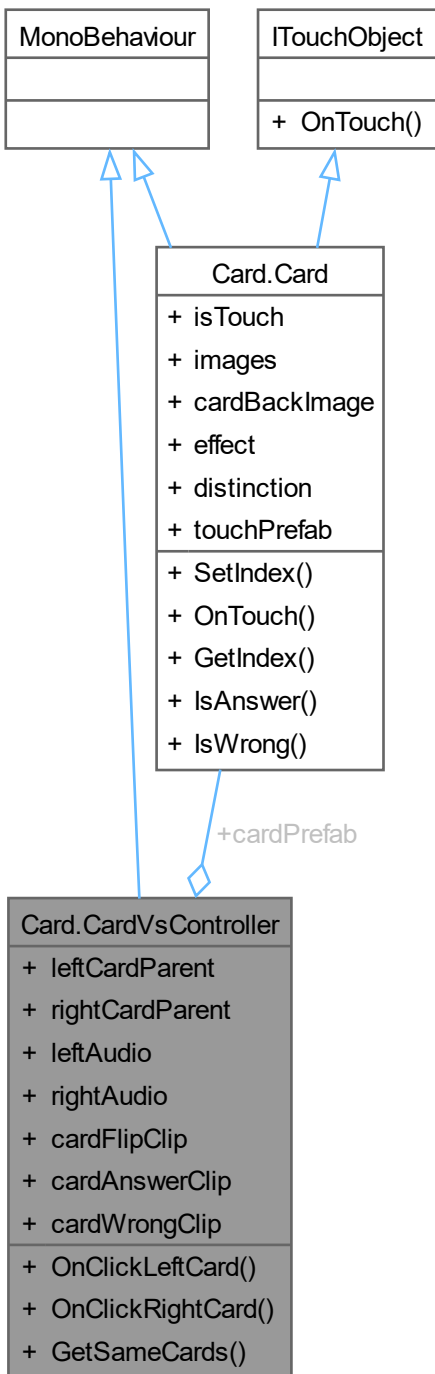 MonoBehaviour
ITouchObject
+ OnTouch()
Card.Card
+ isTouch
+ images
+ cardBackImage
+ effect
+ distinction
+ touchPrefab
+ SetIndex()
+ OnTouch()
+ GetIndex()
+ IsAnswer()
+ IsWrong()
+cardPrefab
Card.CardVsController
+ leftCardParent
+ rightCardParent
+ leftAudio
+ rightAudio
+ cardFlipClip
+ cardAnswerClip
+ cardWrongClip
+ OnClickLeftCard()
+ OnClickRightCard()
+ GetSameCards()